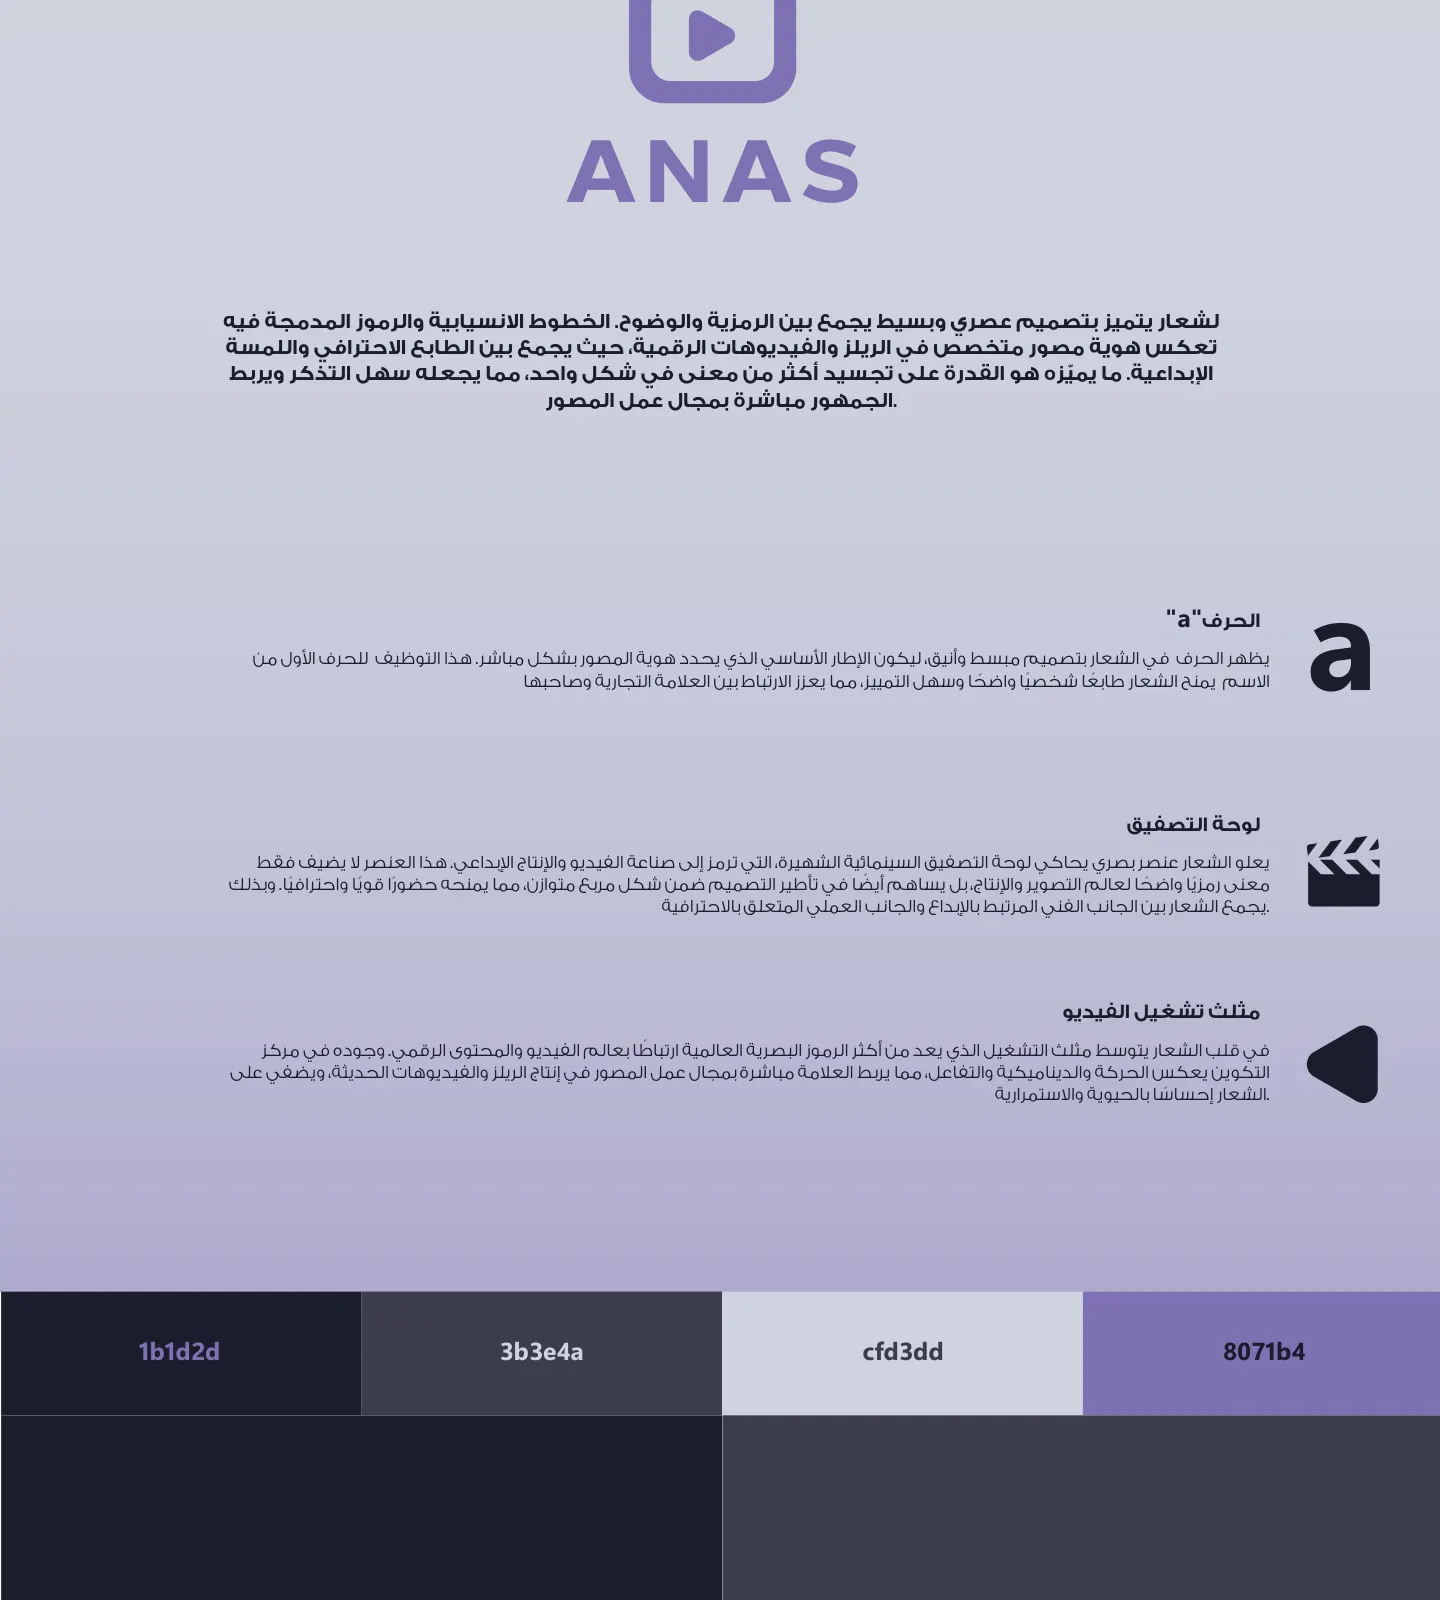 ANAS
لشعار يتميز بتصميم عصري وبسيط يجمع بين الرمزية والوضوح. الخطوط الانسيابية والرموز المدمجة فيه
تعكس هوية مصور متخصص في الريلز والفيديوهات الرقمية، حيث يجمع بين الطابع الاحترافي واللمسة
الإبداعية. ما يميّزه هو القدرة على تجسيد أكثر من معنى في شكل واحد، مما يجعله سهل التذكر ويربط
.الجمهور مباشرة بمجال عمل المصور
الحرف"a"
a
يظهر الحرف في الشعار بتصميم مبسط وأنيق، ليكون الإطار الأساسي الذي يحدد هوية المصور بشكل مباشر. هذا التوظيف للحرف الأول من
الاسم يمنح الشعار طابعًا شخصيًا واضحًا وسهل التمييز، مما يعزز الارتباط بين العلامة التجارية وصاحبها
لوحة التصفيق
يعلو الشعار عنصر بصري يحاكي لوحة التصفيق السينمائية الشهيرة، التي ترمز إلى صناعة الفيديو والإنتاج الإبداعي. هذا العنصر لا يضيف فقط
معنى رمزيًا واضحًا لعالم التصوير والإنتاج، بل يساهم أيضًا في تأطير التصميم ضمن شكل مربع متوازن، مما يمنحه حضورًا قويًا واحترافيًا. وبذلك
.يجمع الشعار بين الجانب الفني المرتبط بالإبداع والجانب العملي المتعلق بالاحترافية
مثلث تشغيل الفيديو
في قلب الشعار يتوسط مثلث التشغيل الذي يعد من أكثر الرموز البصرية العالمية ارتباطًا بعالم الفيديو والمحتوى الرقمي. وجوده في مركز
التكوين يعكس الحركة والديناميكية والتفاعل، مما يربط العلامة مباشرة بمجال عمل المصور في إنتاج الريلز والفيديوهات الحديثة، ويضفي على
.الشعار إحساسًا بالحيوية والاستمرارية
1b1d2d
3b3e4a
cfd3dd
8071b4